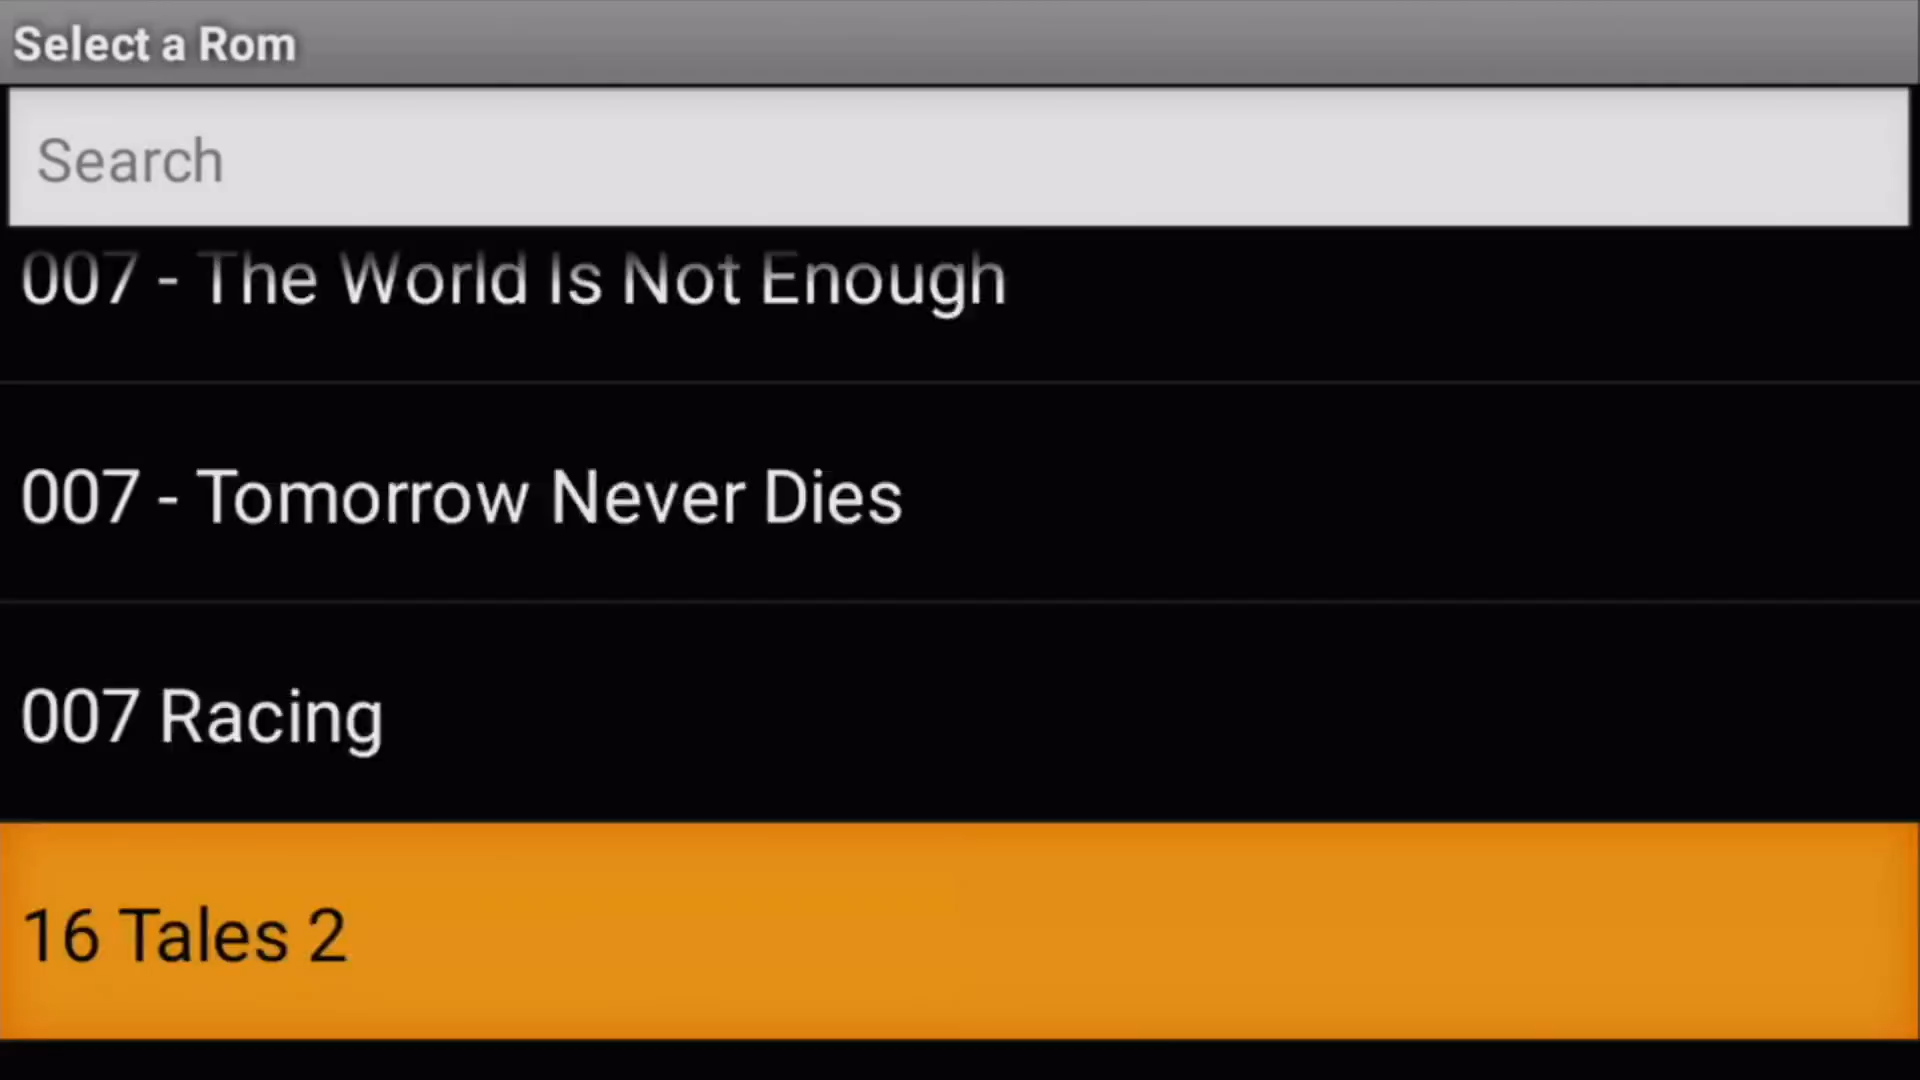 Select a Rom
Search
007 - The World Is Not Enough
007 - Tomorrow Never Dies
007 Racing
16 Tales 2